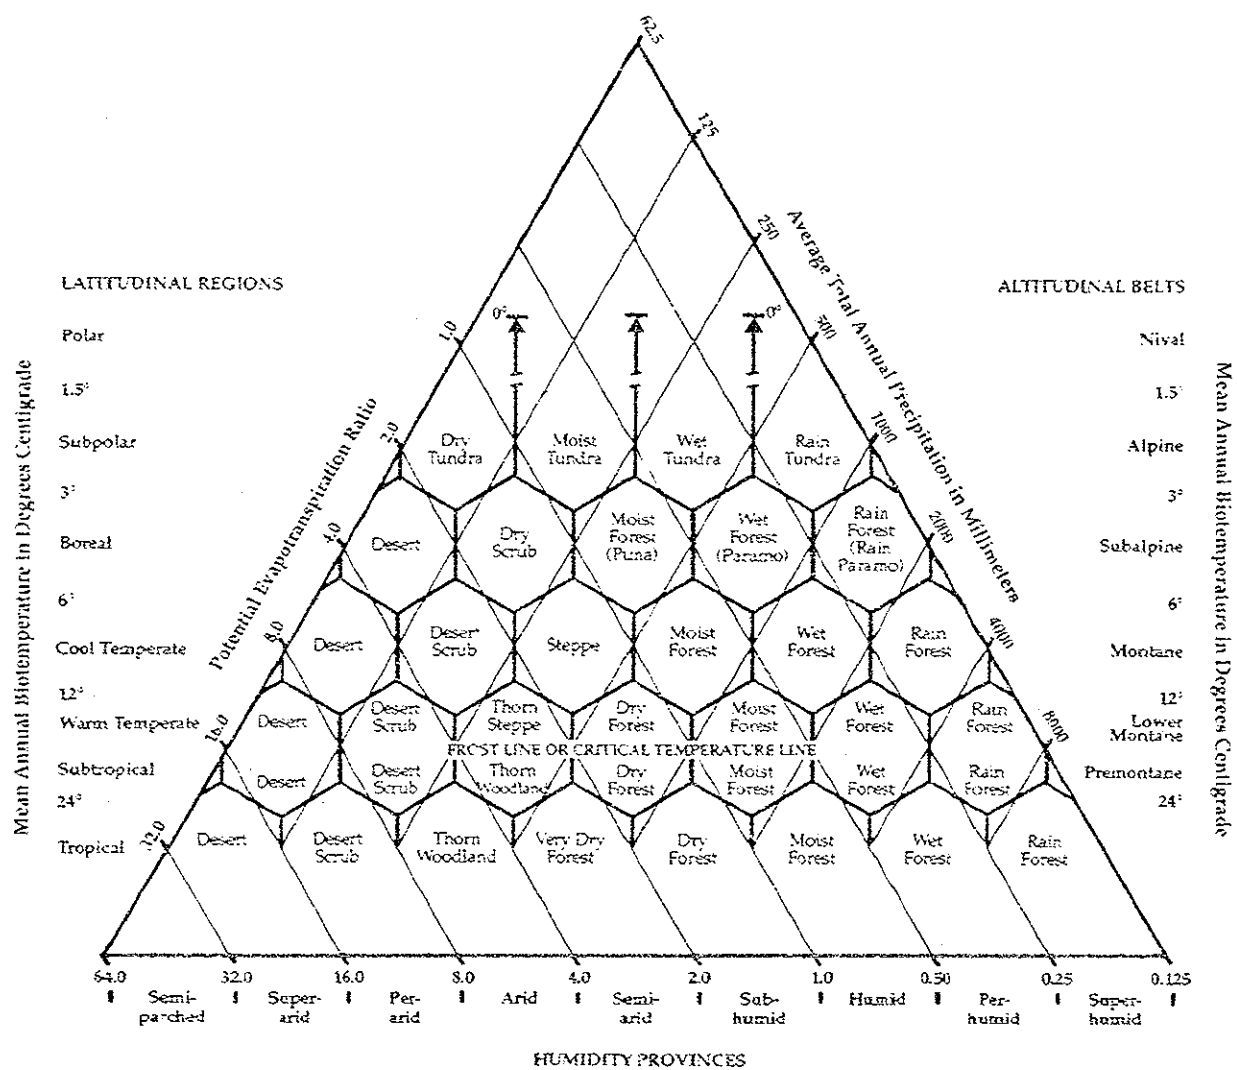 62.5
125
250
500
1000
2000
4000
8000
Average Total Annual Precipitation in Millimeters
1.0
2.0
4.0
8.0
16.0
32.0
Potential Evapotranspiration Ratio
Mean Annual Biotemperature In Degrees Centigrade
LATITUDINAL REGIONS
Polar
1.5°
Subpolar
3°
Boreal
6°
Cool Temperate
12°
Warm Temperate
Subtropical
24°
Tropical
ALTITUDINAL BELTS
Nival
1.5°
Alpine
3°
Subalpine
6°
Montane
12°
Lower
Montane
Premontane
24°
Mean Annual Biotemperature In Degrees Centigrade
0°
0°
Dry
Tundra
Moist
Tundra
Wet
Tundra
Rain
Tundra
Desert
Dry
Scrub
Moist
Forest
(Puna)
Wet
Forest
(Paramo)
Rain
Forest
(Rain
Paramo)
Desert
Desert
Scrub
Steppe
Moist
Forest
Wet
Forest
Rain
Forest
Desert
Desert
Scrub
Thorn
Steppe
Dry
Forest
Moist
Forest
Wet
Forest
Rain
Forest
FROST LINE OR CRITICAL TEMPERATURE LINE
Desert
Desert
Scrub
Thorn
Woodland
Dry
Forest
Moist
Forest
Wet
Forest
Rain
Forest
Desert
Desert
Scrub
Thorn
Woodland
Very Dry
Forest
Dry
Forest
Moist
Forest
Wet
Forest
Rain
Forest
64.0 32.0 16.0 8.0 4.0 2.0 1.0 0.50 0.25 0.125
Semi-
parched
Super-
arid
Per-
arid
Arid
Semi-
arid
Sub-
humid
Humid
Per-
humid
Super-
humid
HUMIDITY PROVINCES